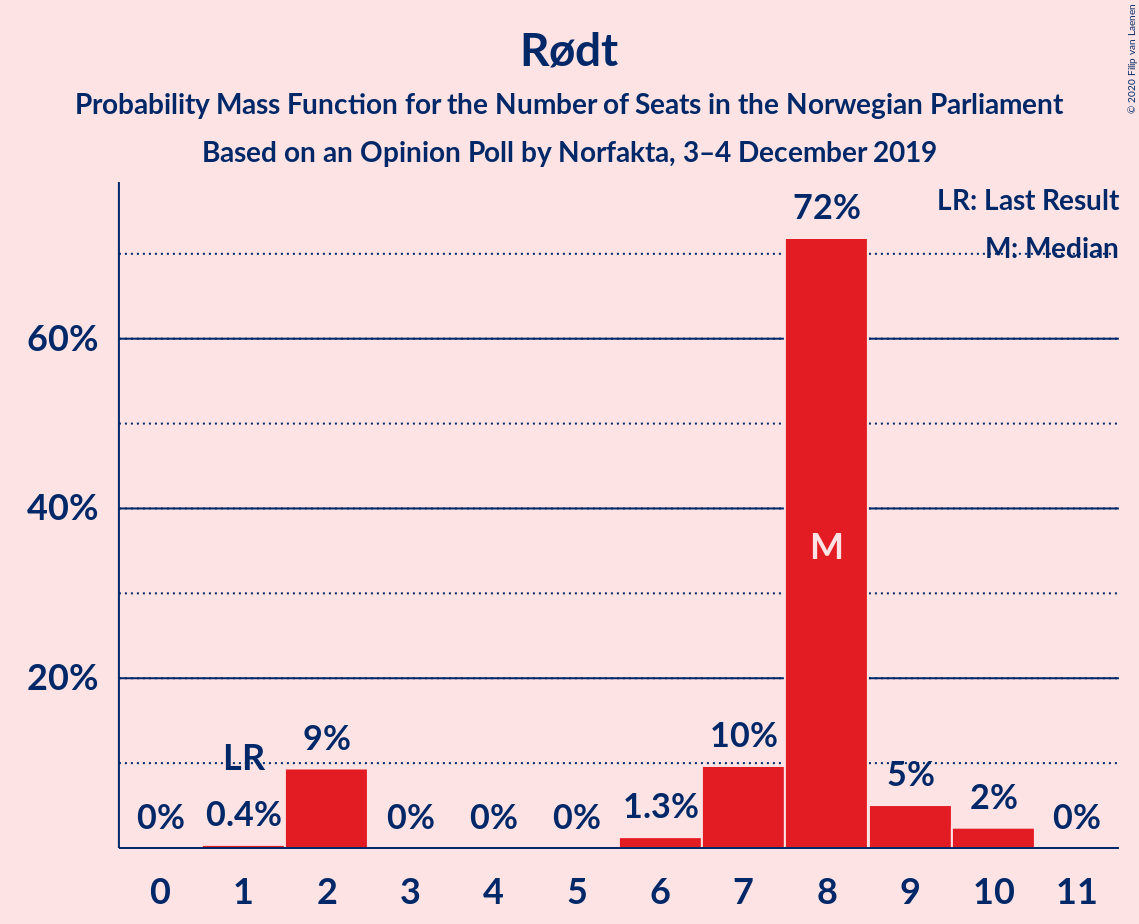 Rødt
Probability Mass Function for the Number of Seats in the Norwegian Parliament
Based on an Opinion Poll by Norfakta, 3–4 December 2019
© 2020 Filip van Laenen
LR: Last Result
M: Median
60%
40%
20%
0%
LR
0.4%
9%
0%
0%
0%
1.3%
10%
72%
M
5%
2%
0%
0 1 2 3 4 5 6 7 8 9 10 11